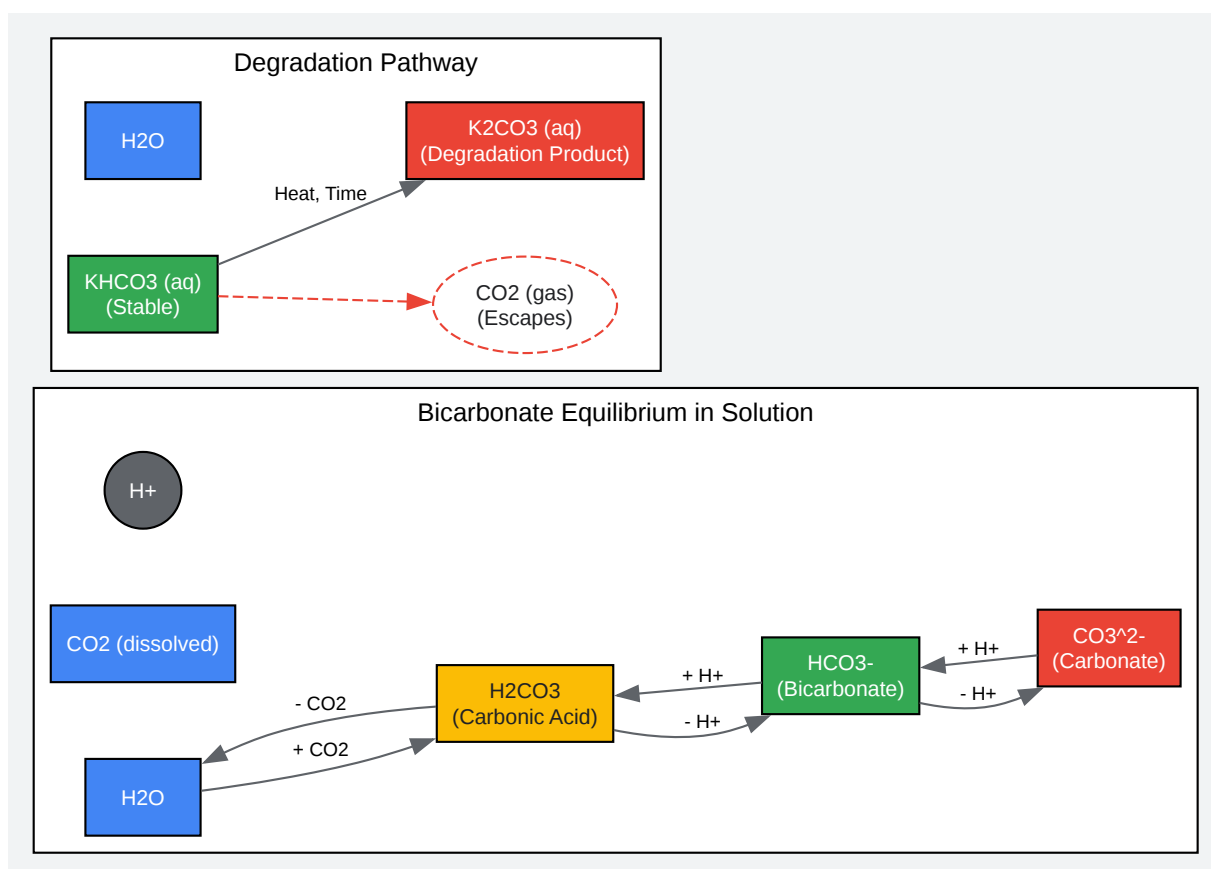 Degradation Pathway
H2O
K2CO3 (aq)
(Degradation Product)
Heat, Time
KHCO3 (aq)
(Stable)
CO2 (gas)
(Escapes)
Bicarbonate Equilibrium in Solution
H+
CO2 (dissolved)
CO3^2-
(Carbonate)
+ H+
- H+
HCO3-
(Bicarbonate)
+ H+
- H+
H2CO3
(Carbonic Acid)
- CO2
+ CO2
H2O